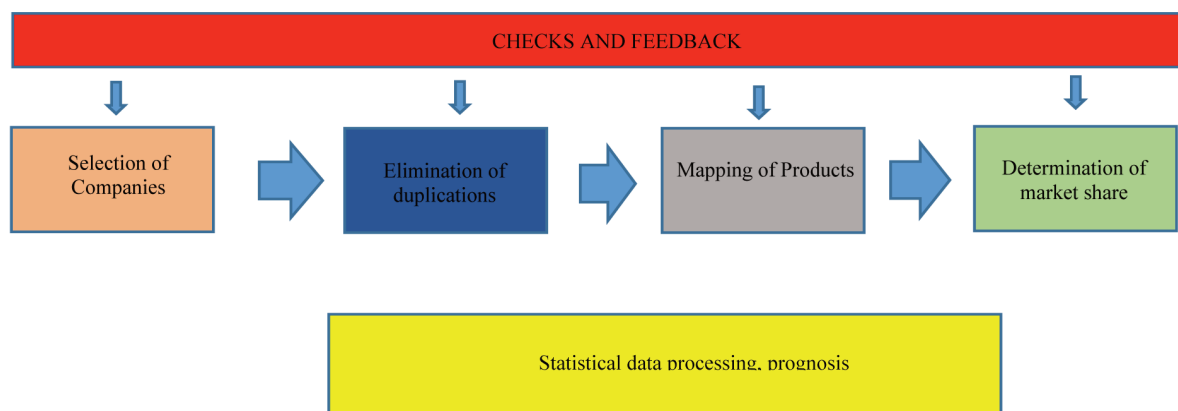 CHECKS AND FEEDBACK
Selection of
Companies
Elimination of
duplications
Mapping of Products
Determination of
market share
Statistical data processing, prognosis